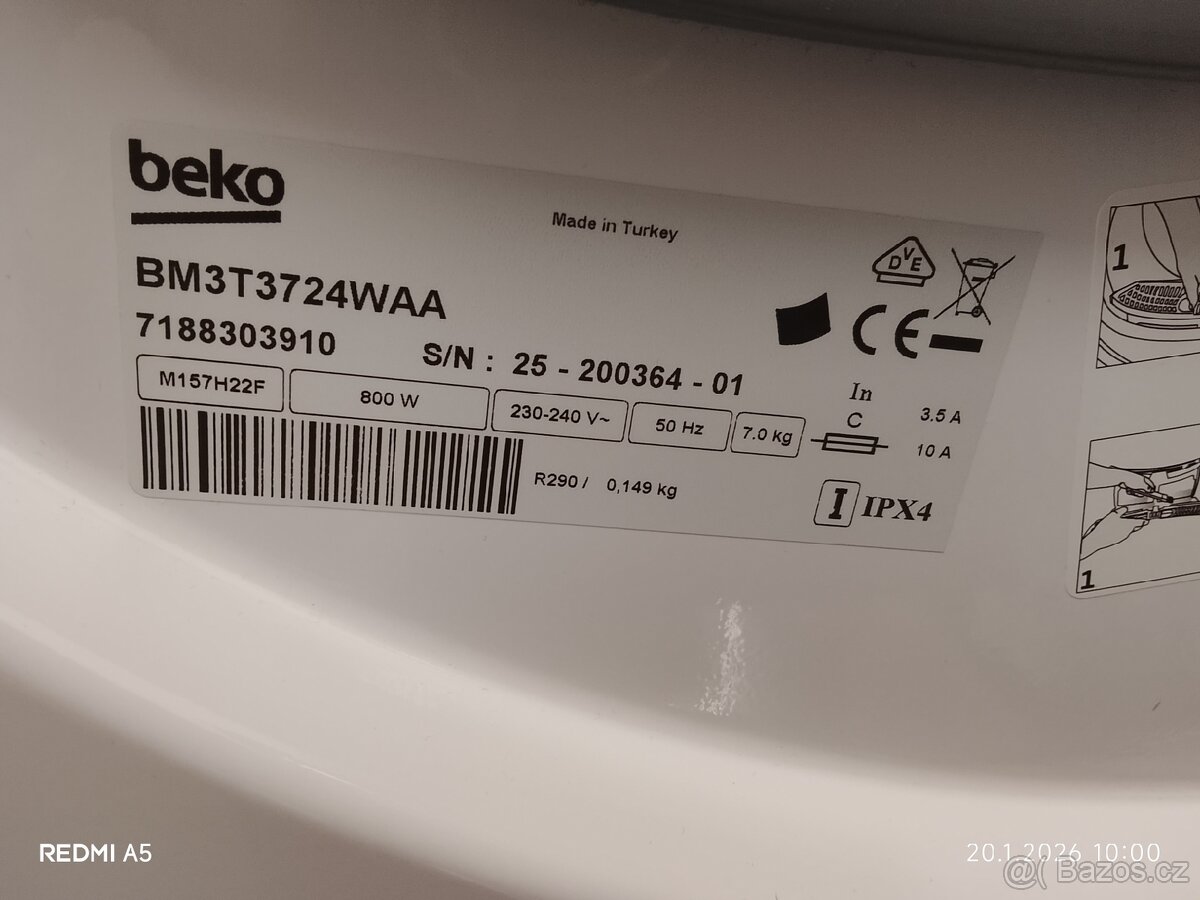 beko
Made in Turkey
BM3T3724WAA
7188303910
S/N : 25 - 200364 - 01
M157H22F
800 W
230-240 V~
50 Hz
7.0 kg
In 3.5 A
C 10 A
R290 / 0,149 kg
I IPX4
DVE
CE
1
1
REDMI A5
20.1.2026 10:00
@( Bazos.cz